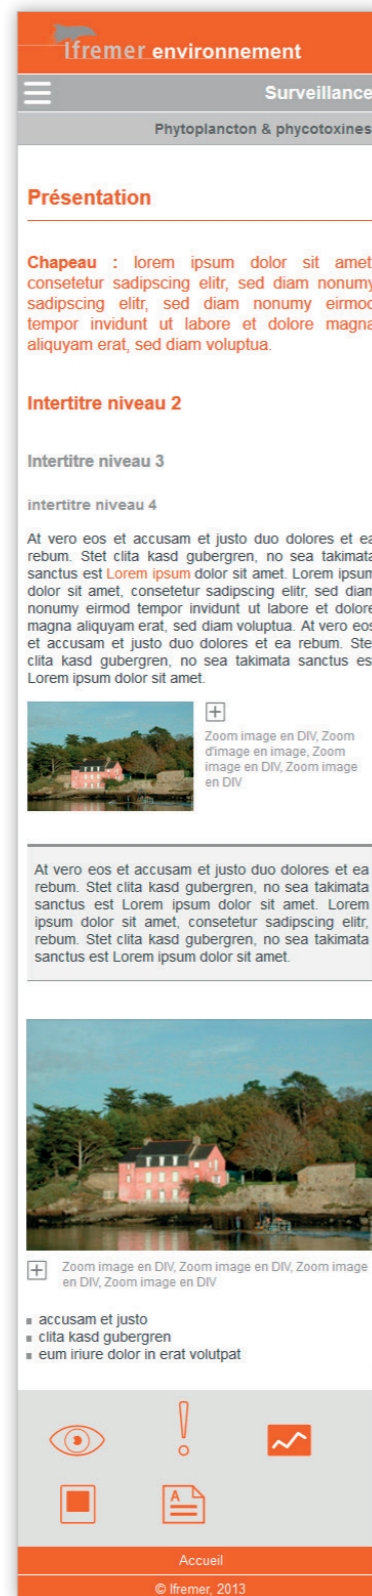 Ifremer environnement
Surveillance
Phytoplancton & phycotoxines
Présentation
Chapeau : lorem ipsum dolor sit amet
consetetur sadipscing elitr, sed diam nonumy
sadipscing elitr, sed diam nonumy eirmod
tempor invidunt ut labore et dolore magna
aliquyam erat, sed diam voluptua.
Intertitre niveau 2
Intertitre niveau 3
intertitre niveau 4
At vero eos et accusam et justo duo dolores et ea
rebum. Stet clita kasd gubergren, no sea takimata
sanctus est Lorem ipsum dolor sit amet. Lorem ipsum
dolor sit amet, consetetur sadipscing elitr, sed diam
nonumy eirmod tempor invidunt ut labore et dolore
magna aliquyam erat, sed diam voluptua. At vero eos
et accusam et justo duo dolores et ea rebum. Ste
clita kasd gubergren, no sea takimata sanctus es
Lorem ipsum dolor sit amet.
Zoom image en DIV, Zoom
d'image en image, Zoom
image en DIV, Zoom image
en DIV
At vero eos et accusam et justo duo dolores et ea
rebum. Stet clita kasd gubergren, no sea takimata
sanctus est Lorem ipsum dolor sit amet. Lorem
ipsum dolor sit amet, consetetur sadipscing elitr,
rebum. Stet clita kasd gubergren, no sea takimata
sanctus est Lorem ipsum dolor sit amet.
Zoom image en DIV, Zoom image en DIV, Zoom image
en DIV, Zoom image en DIV
accusam et justo
clita kasd gubergren
eum iriure dolor in erat volutpat
A
Accueil
© Ifremer, 2013